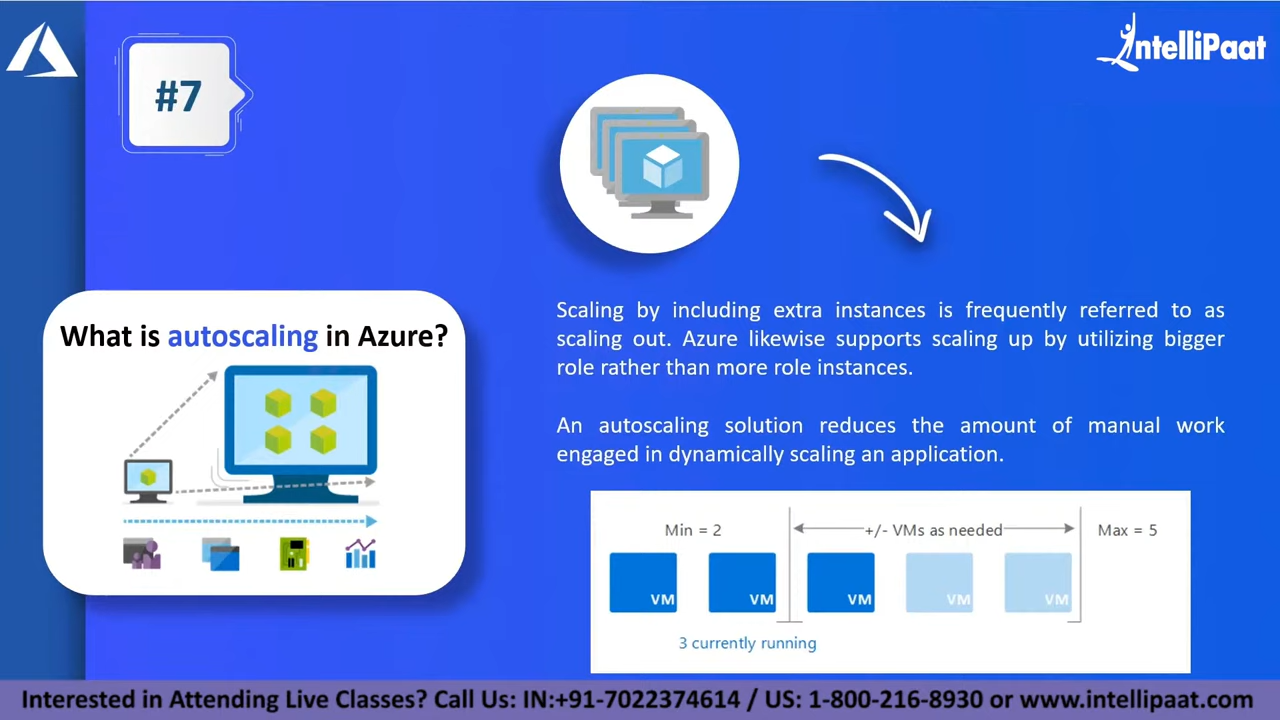 #7
IntelliPaat
What is autoscaling in Azure?
Scaling by including extra instances is frequently referred to as
scaling out. Azure likewise supports scaling up by utilizing bigger
role rather than more role instances.
An autoscaling solution reduces the amount of manual work
engaged in dynamically scaling an application.
Min = 2
+/- VMs as needed
Max = 5
VM
VM
VM
VM
VM
3 currently running
Interested in Attending Live Classes? Call Us: IN:+91-7022374614 / US: 1-800-216-8930 or www.intellipaat.com